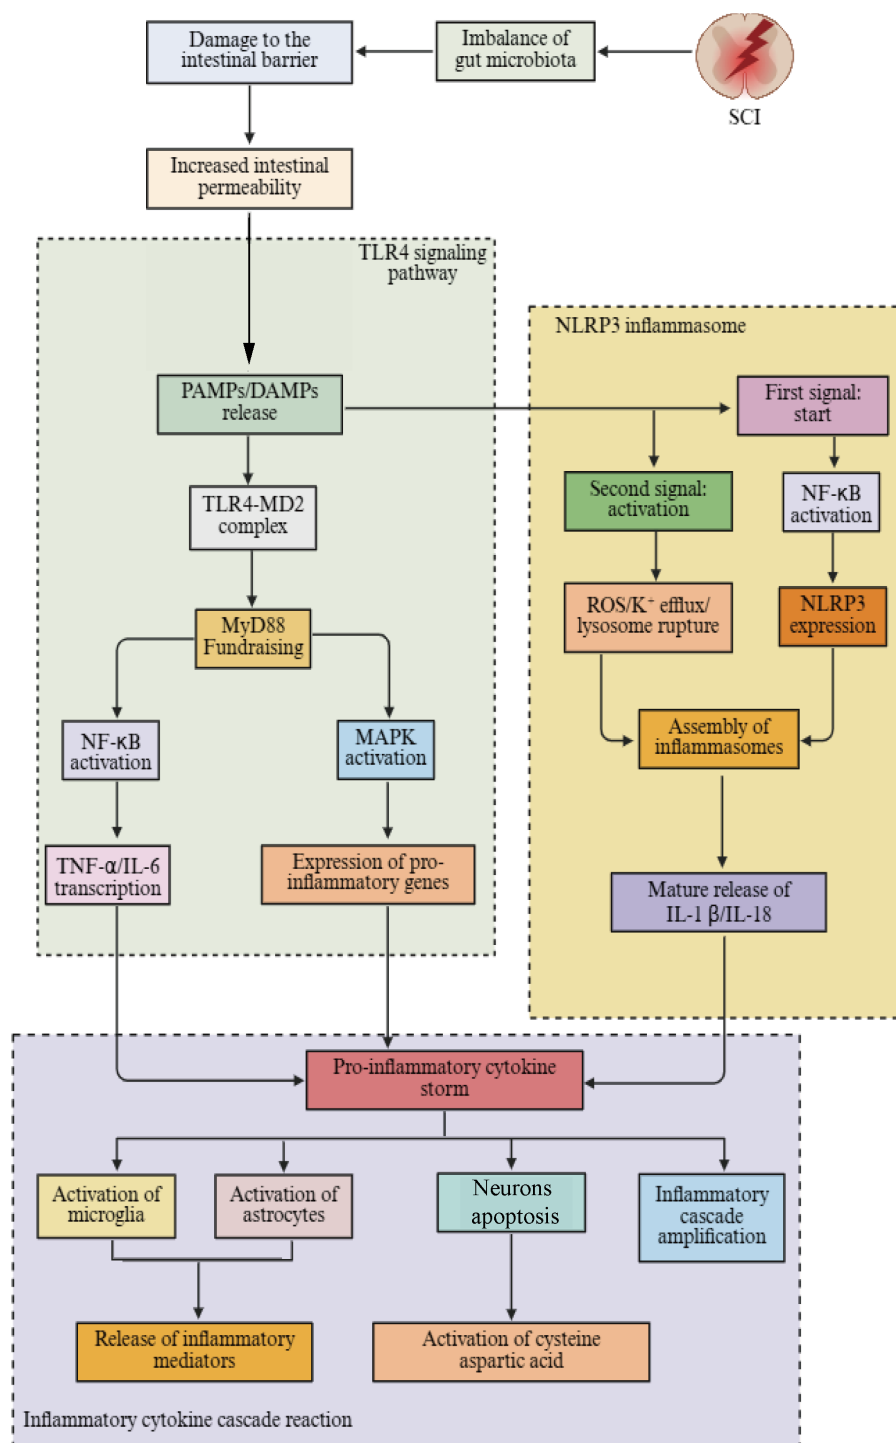 Damage to the
intestinal barrier
Imbalance of
gut microbiota
SCI
Increased intestinal
permeability
TLR4 signaling
pathway
NLRP3 inflammasome
PAMPs/DAMPs
release
First signal:
start
TLR4-MD2
complex
Second signal:
activation
NF-κB
activation
MyD88
Fundraising
ROS/K⁺ efflux/
lysosome rupture
NLRP3
expression
NF-κB
activation
MAPK
activation
Assembly of
inflammasomes
TNF-α/IL-6
transcription
Expression of pro-
inflammatory genes
Mature release of
IL-1 β/IL-18
Pro-inflammatory cytokine
storm
Activation of
microglia
Activation of
astrocytes
Neurons
apoptosis
Inflammatory
cascade
amplification
Release of inflammatory
mediators
Activation of cysteine
aspartic acid
Inflammatory cytokine cascade reaction